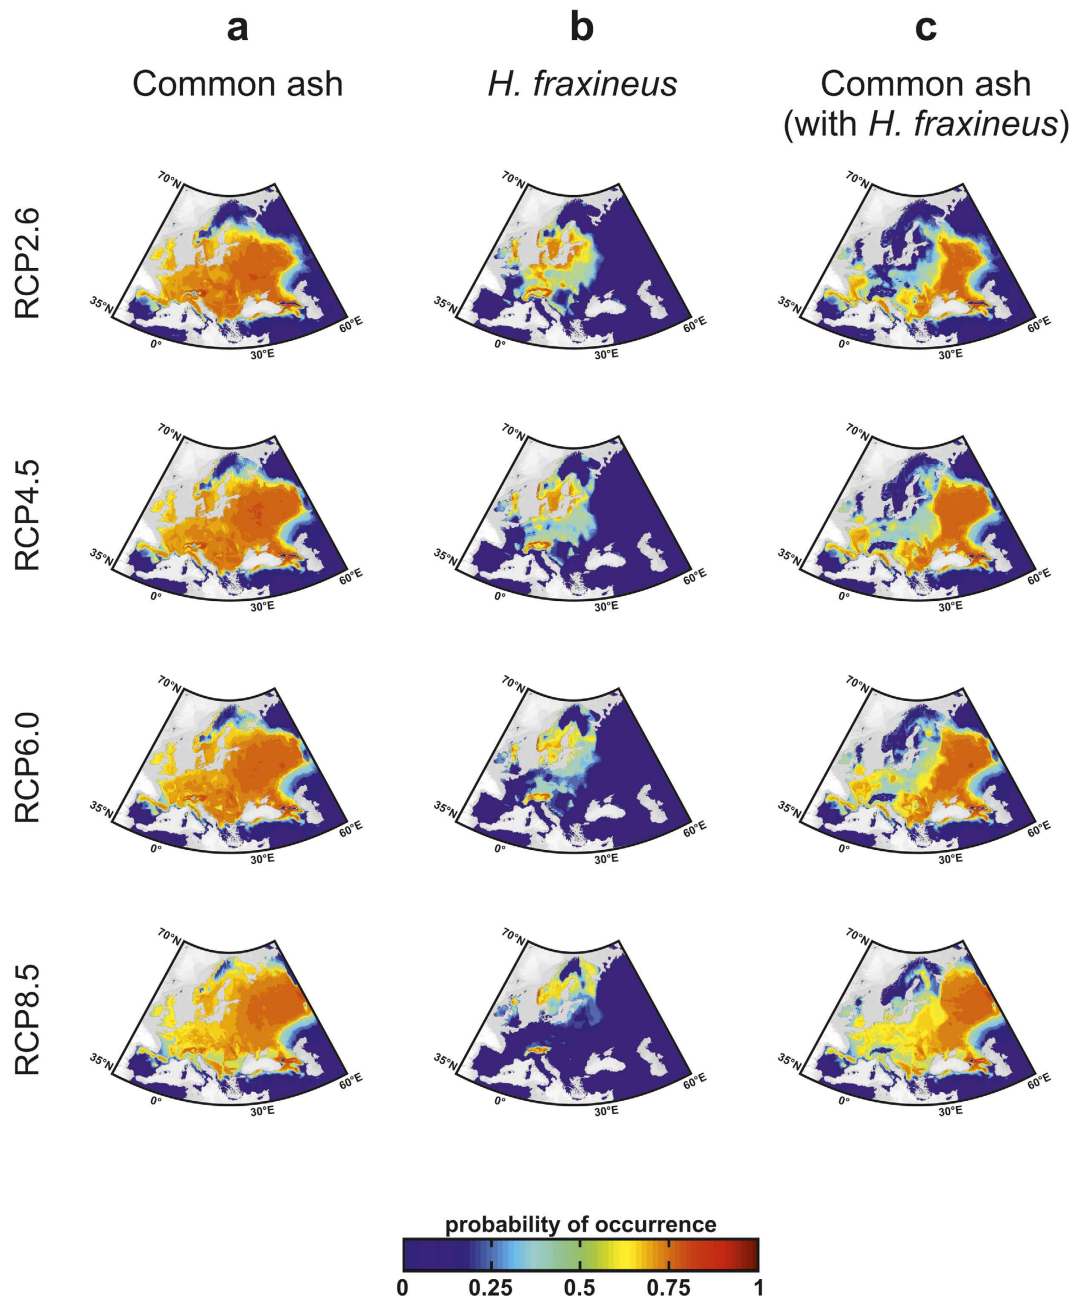 a b c
Common ash H. fraxineus Common ash
(with H. fraxineus)
RCP2.6
70°N 70°N 70°N
35°N 35°N 35°N
0° 30°E 60°E 0° 30°E 60°E 0° 30°E 60°E
RCP4.5
70°N 70°N 70°N
35°N 35°N 35°N
0° 30°E 60°E 0° 30°E 60°E 0° 30°E 60°E
RCP6.0
70°N 70°N 70°N
35°N 35°N 35°N
0° 30°E 60°E 0° 30°E 60°E 0° 30°E 60°E
RCP8.5
70°N 70°N 70°N
35°N 35°N 35°N
0° 30°E 60°E 0° 30°E 60°E 0° 30°E 60°E
probability of occurrence
0 0.25 0.5 0.75 1